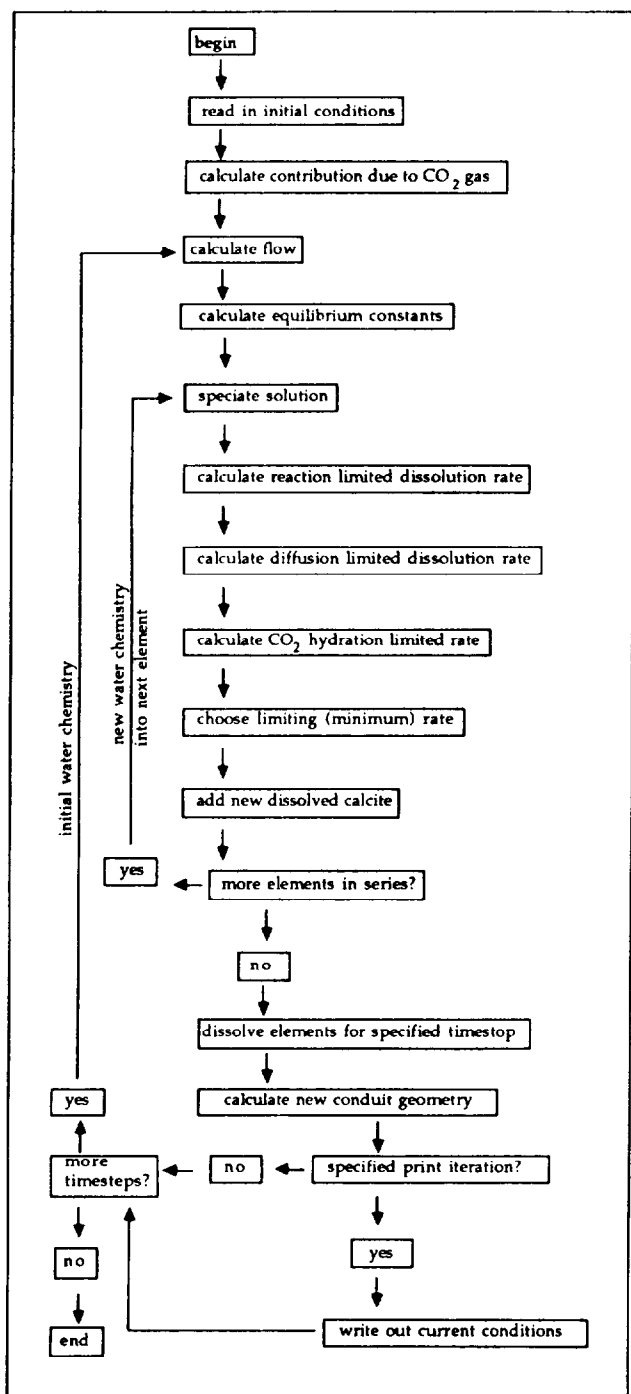 begin
read in initial conditions
calculate contribution due to CO2 gas
calculate flow
calculate equilibrium constants
speciate solution
calculate reaction limited dissolution rate
calculate diffusion limited dissolution rate
calculate CO2 hydration limited rate
choose limiting (minimum) rate
add new dissolved calcite
initial water chemistry
new water chemistry
into next element
yes
more elements in series?
no
dissolve elements for specified timestop
yes
calculate new conduit geometry
more
timesteps?
no
specified print iteration?
no
yes
end
write out current conditions